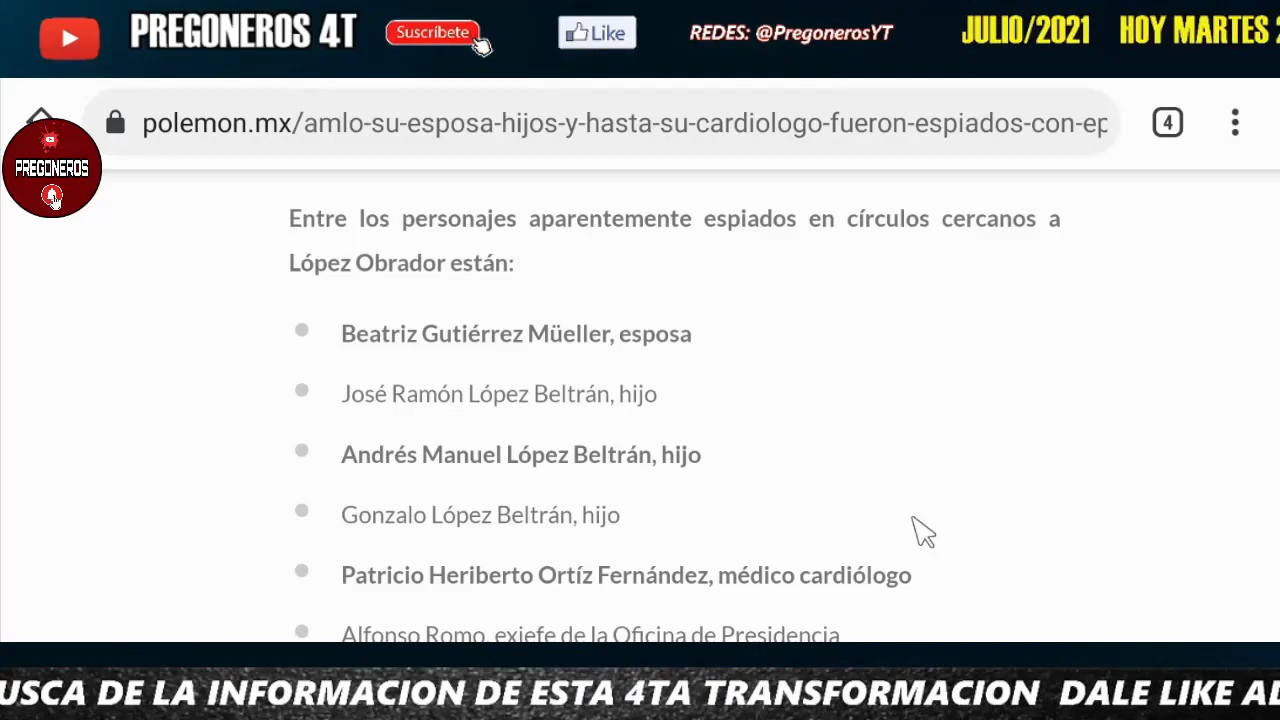 PREGONEROS 4T
Suscríbete
Like
REDES: @PregonerosYT
JULIO/2021 HOY MARTES
polemon.mx/amlo-su-esposa-hijos-y-hasta-su-cardiologo-fueron-espiados-con-ep
4
PREGONEROS
Entre los personajes aparentemente espiados en círculos cercanos a
López Obrador están:
Beatriz Gutiérrez Müeller, esposa
José Ramón López Beltrán, hijo
Andrés Manuel López Beltrán, hijo
Gonzalo López Beltrán, hijo
Patricio Heriberto Ortíz Fernández, médico cardiólogo
Alfonso Romo, exjefe de la Oficina de Presidencia
USCA DE LA INFORMACION DE ESTA 4TA TRANSFORMACION DALE LIKE